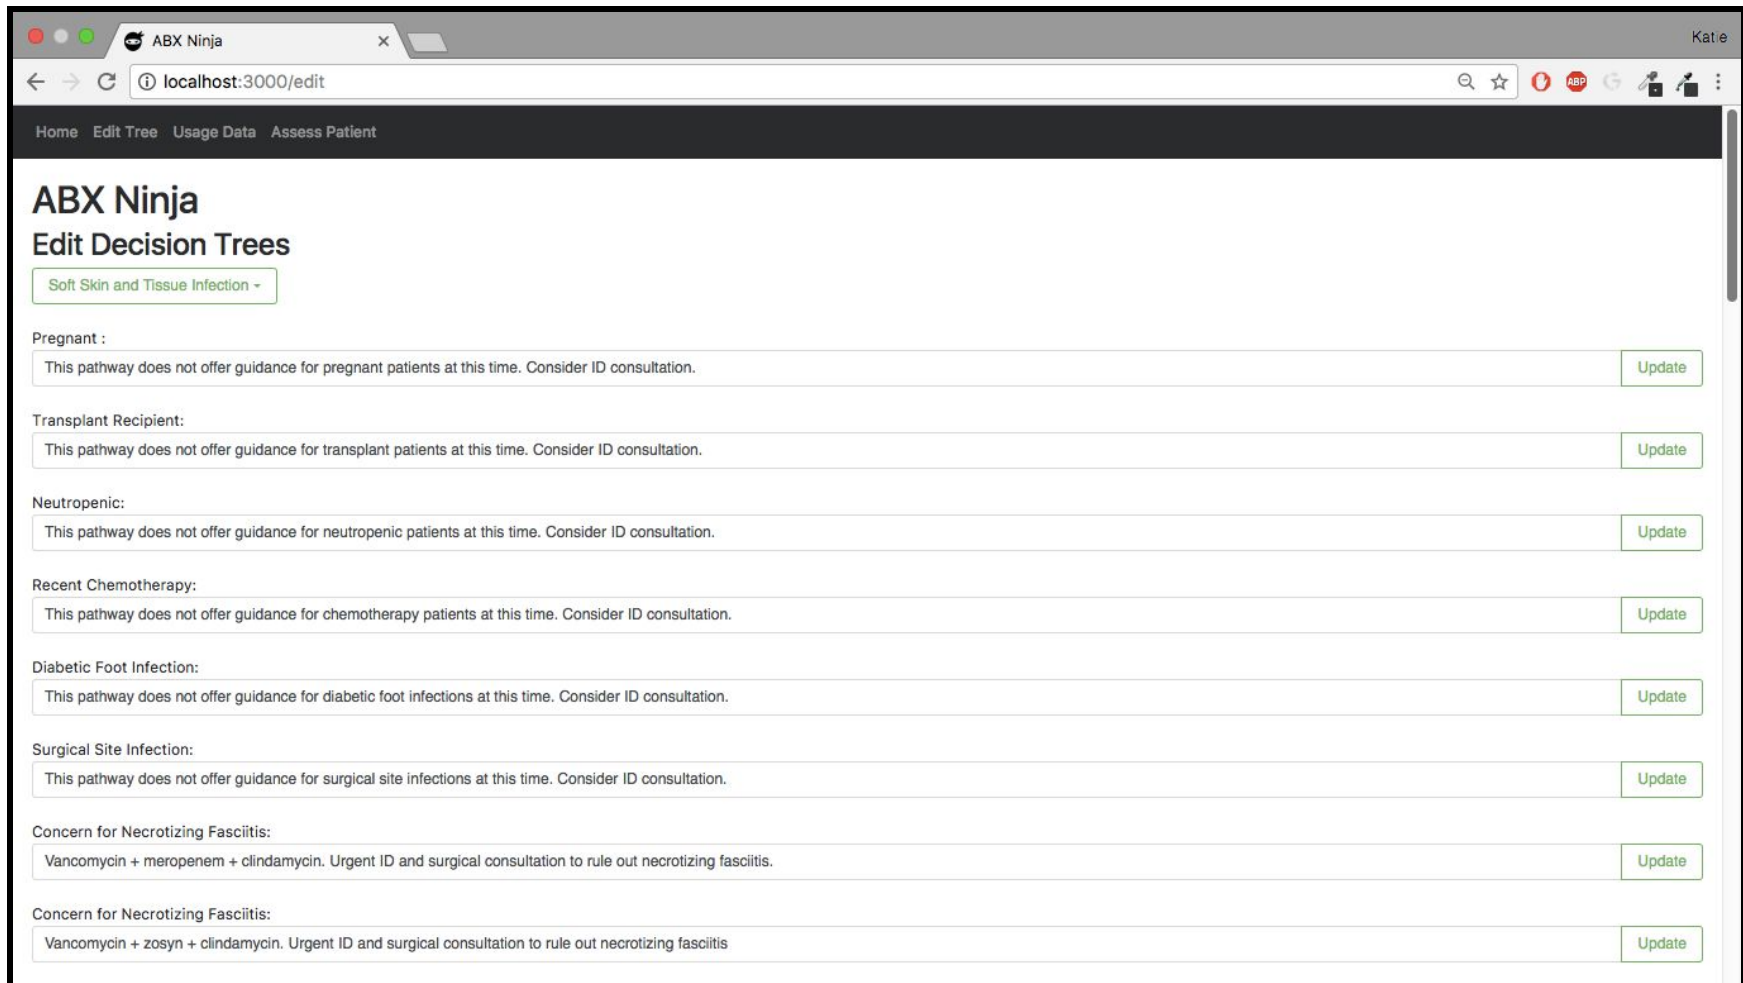 ABX Ninja
Katie
localhost:3000/edit
ABP
G
Home Edit Tree Usage Data Assess Patient
ABX Ninja
Edit Decision Trees
Soft Skin and Tissue Infection
Pregnant :
This pathway does not offer guidance for pregnant patients at this time. Consider ID consultation.
Update
Transplant Recipient:
This pathway does not offer guidance for transplant patients at this time. Consider ID consultation.
Update
Neutropenic:
This pathway does not offer guidance for neutropenic patients at this time. Consider ID consultation.
Update
Recent Chemotherapy:
This pathway does not offer guidance for chemotherapy patients at this time. Consider ID consultation.
Update
Diabetic Foot Infection:
This pathway does not offer guidance for diabetic foot infections at this time. Consider ID consultation.
Update
Surgical Site Infection:
This pathway does not offer guidance for surgical site infections at this time. Consider ID consultation.
Update
Concern for Necrotizing Fasciitis:
Vancomycin + meropenem + clindamycin. Urgent ID and surgical consultation to rule out necrotizing fasciitis.
Update
Concern for Necrotizing Fasciitis:
Vancomycin + zosyn + clindamycin. Urgent ID and surgical consultation to rule out necrotizing fasciitis
Update